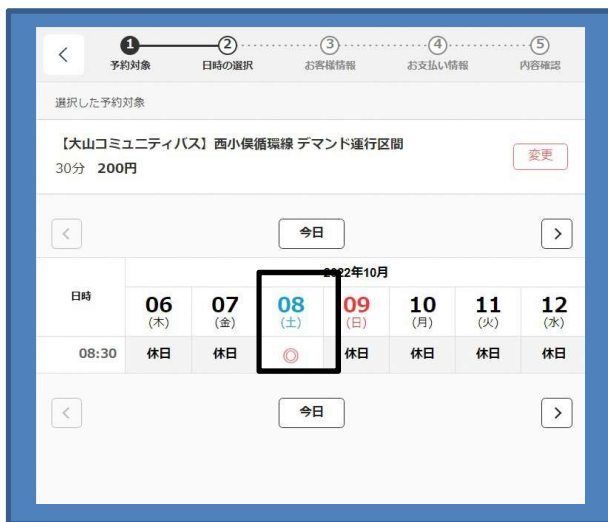 < 1 2 3 4 5
予約対象 日時の選択 お客様情報 お支払い情報 内容確認
選択した予約対象
【大山コミュニティバス】西小俣循環線 デマンド運行区間
30分 200円
変更
< 今日 >
2022年10月
日時 06 07 08 09 10 11 12
(木) (金) (土) (日) (月) (火) (水)
08:30 休日 休日 ◎ 休日 休日 休日 休日
< 今日 >